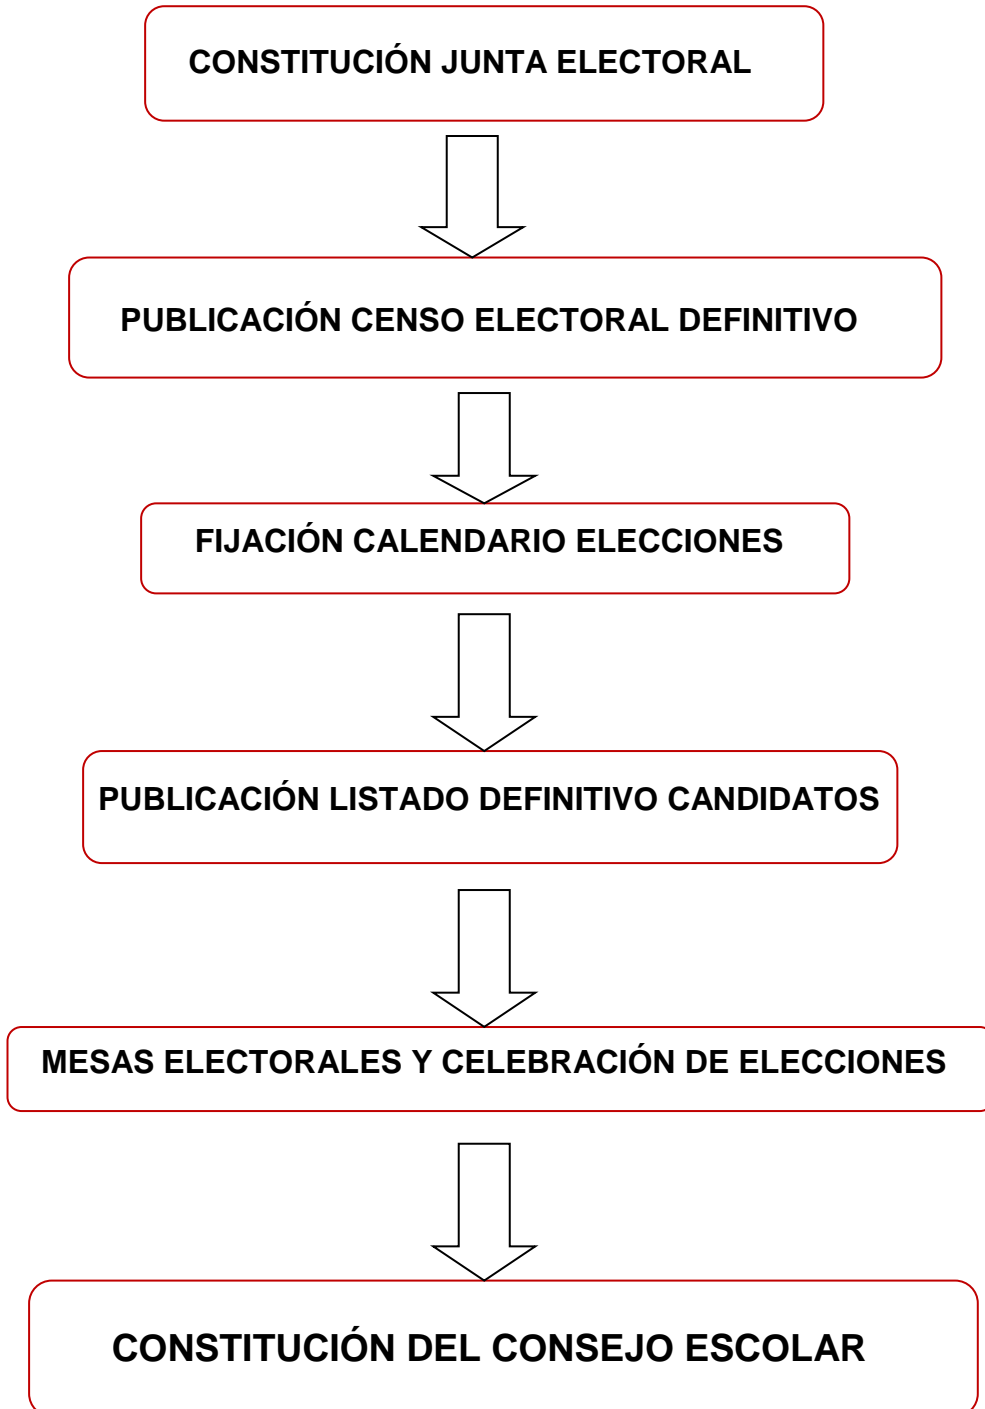 CONSTITUCIÓN JUNTA ELECTORAL
PUBLICACIÓN CENSO ELECTORAL DEFINITIVO
FIJACIÓN CALENDARIO ELECCIONES
PUBLICACIÓN LISTADO DEFINITIVO CANDIDATOS
MESAS ELECTORALES Y CELEBRACIÓN DE ELECCIONES
CONSTITUCIÓN DEL CONSEJO ESCOLAR